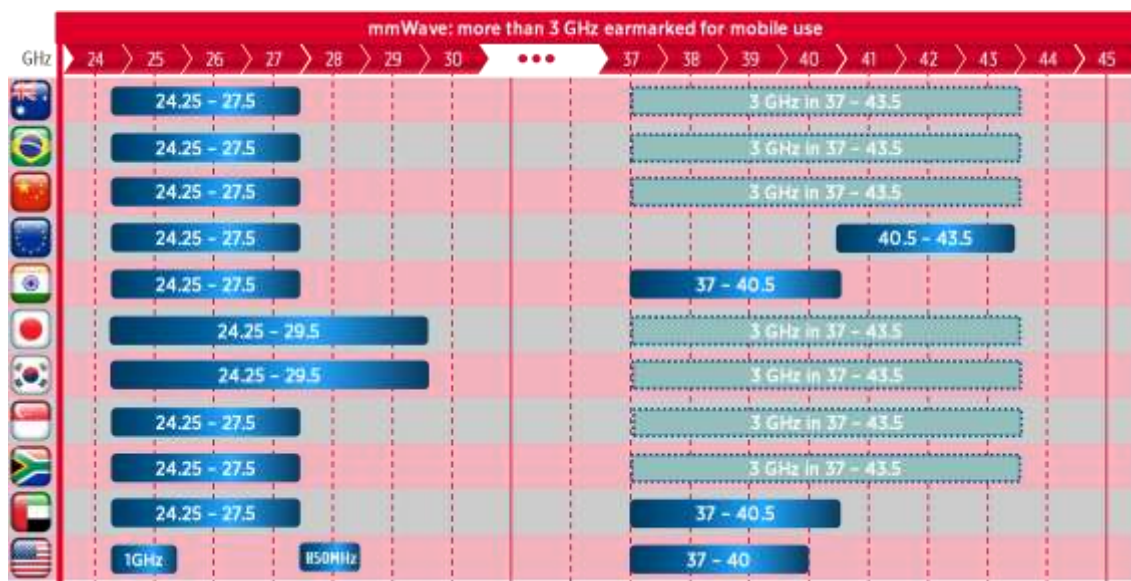 mmWave: more than 3 GHz earmarked for mobile use
GHz 24 25 26 27 28 29 30 ••• 37 38 39 40 41 42 43 44 45
24.25 – 27.5 3 GHz in 37 – 43.5
24.25 – 27.5 3 GHz in 37 – 43.5
24.25 – 27.5 3 GHz in 37 – 43.5
24.25 – 27.5 40.5 – 43.5
24.25 – 27.5 37 – 40.5
24.25 – 29.5 3 GHz in 37 – 43.5
24.25 – 29.5 3 GHz in 37 – 43.5
24.25 – 27.5 3 GHz in 37 – 43.5
24.25 – 27.5 3 GHz in 37 – 43.5
24.25 – 27.5 37 – 40.5
1GHz 850MHz 37 – 40